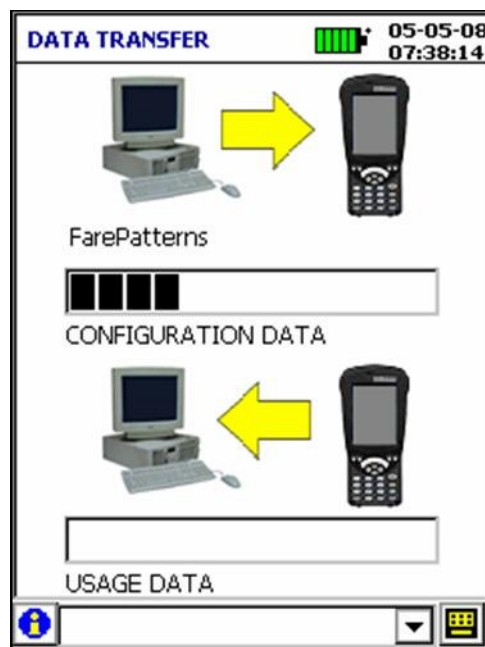 DATA TRANSFER
05-05-08
07:38:14
FarePatterns
CONFIGURATION DATA
USAGE DATA